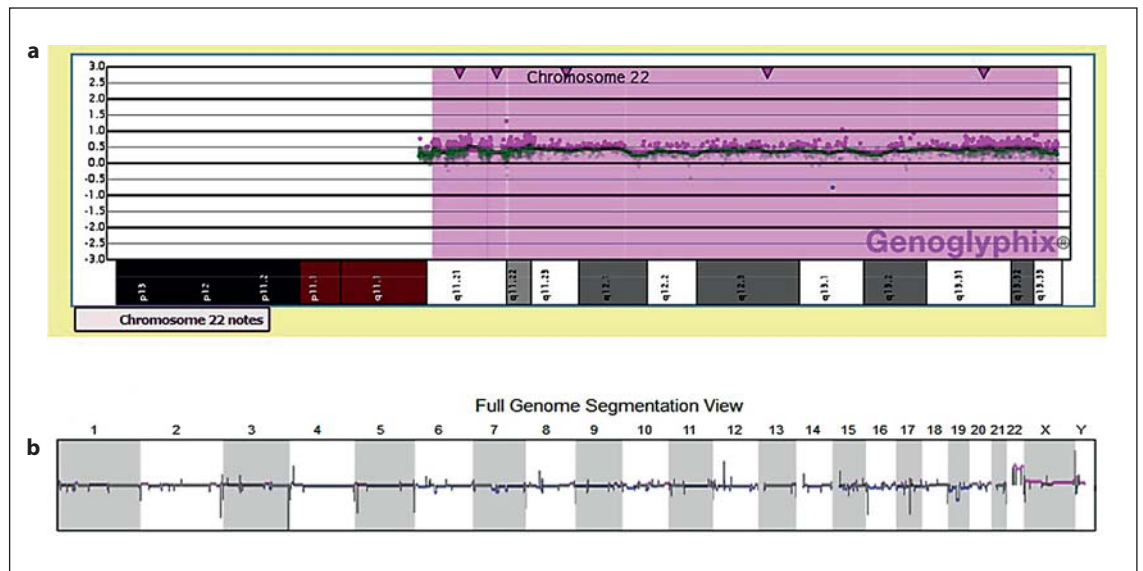 a
3.0
2.5
2.0
1.5
1.0
0.5
0.0
-0.5
-1.0
-1.5
-2.0
-2.5
-3.0
Chromosome 22
Genoglyphix®
p13 p12 p11.2 p11.1 q11.1 q11.21 q11.22 q11.23 q12.1 q12.2 q12.3 q13.1 q13.2 q13.31 q13.32 q13.33
Chromosome 22 notes
Full Genome Segmentation View
b
1 2 3 4 5 6 7 8 9 10 11 12 13 14 15 16 17 18 19 20 21 22 X Y